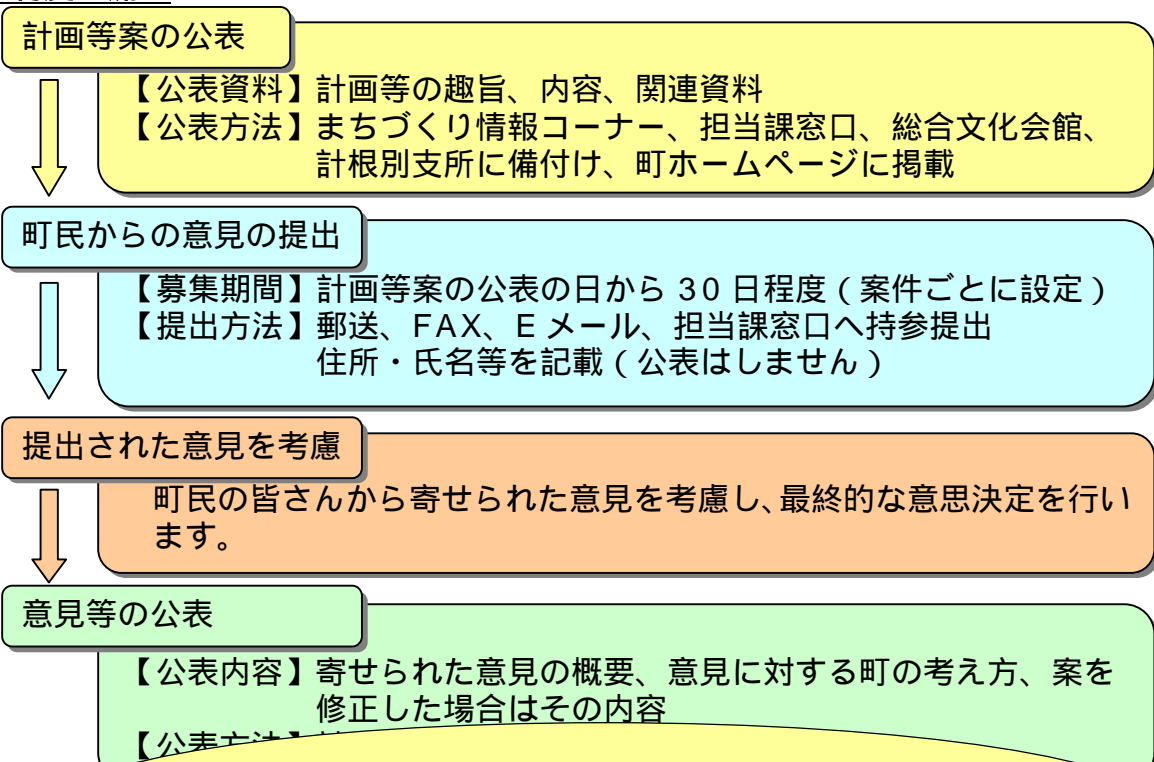 計画等案の公表
【公表資料】計画等の趣旨、内容、関連資料
【公表方法】まちづくり情報コーナー、担当課窓口、総合文化会館、
計根別支所に備付け、町ホームページに掲載
町民からの意見の提出
【募集期間】計画等案の公表の日から 30 日程度（案件ごとに設定）
【提出方法】郵送、FAX、E メール、担当課窓口へ持参提出
住所・氏名等を記載（公表はしません）
提出された意見を考慮
町民の皆さんから寄せられた意見を考慮し、最終的な意思決定を行い
ます。
意見等の公表
【公表内容】寄せられた意見の概要、意見に対する町の考え方、案を
修正した場合はその内容
【公表方法】